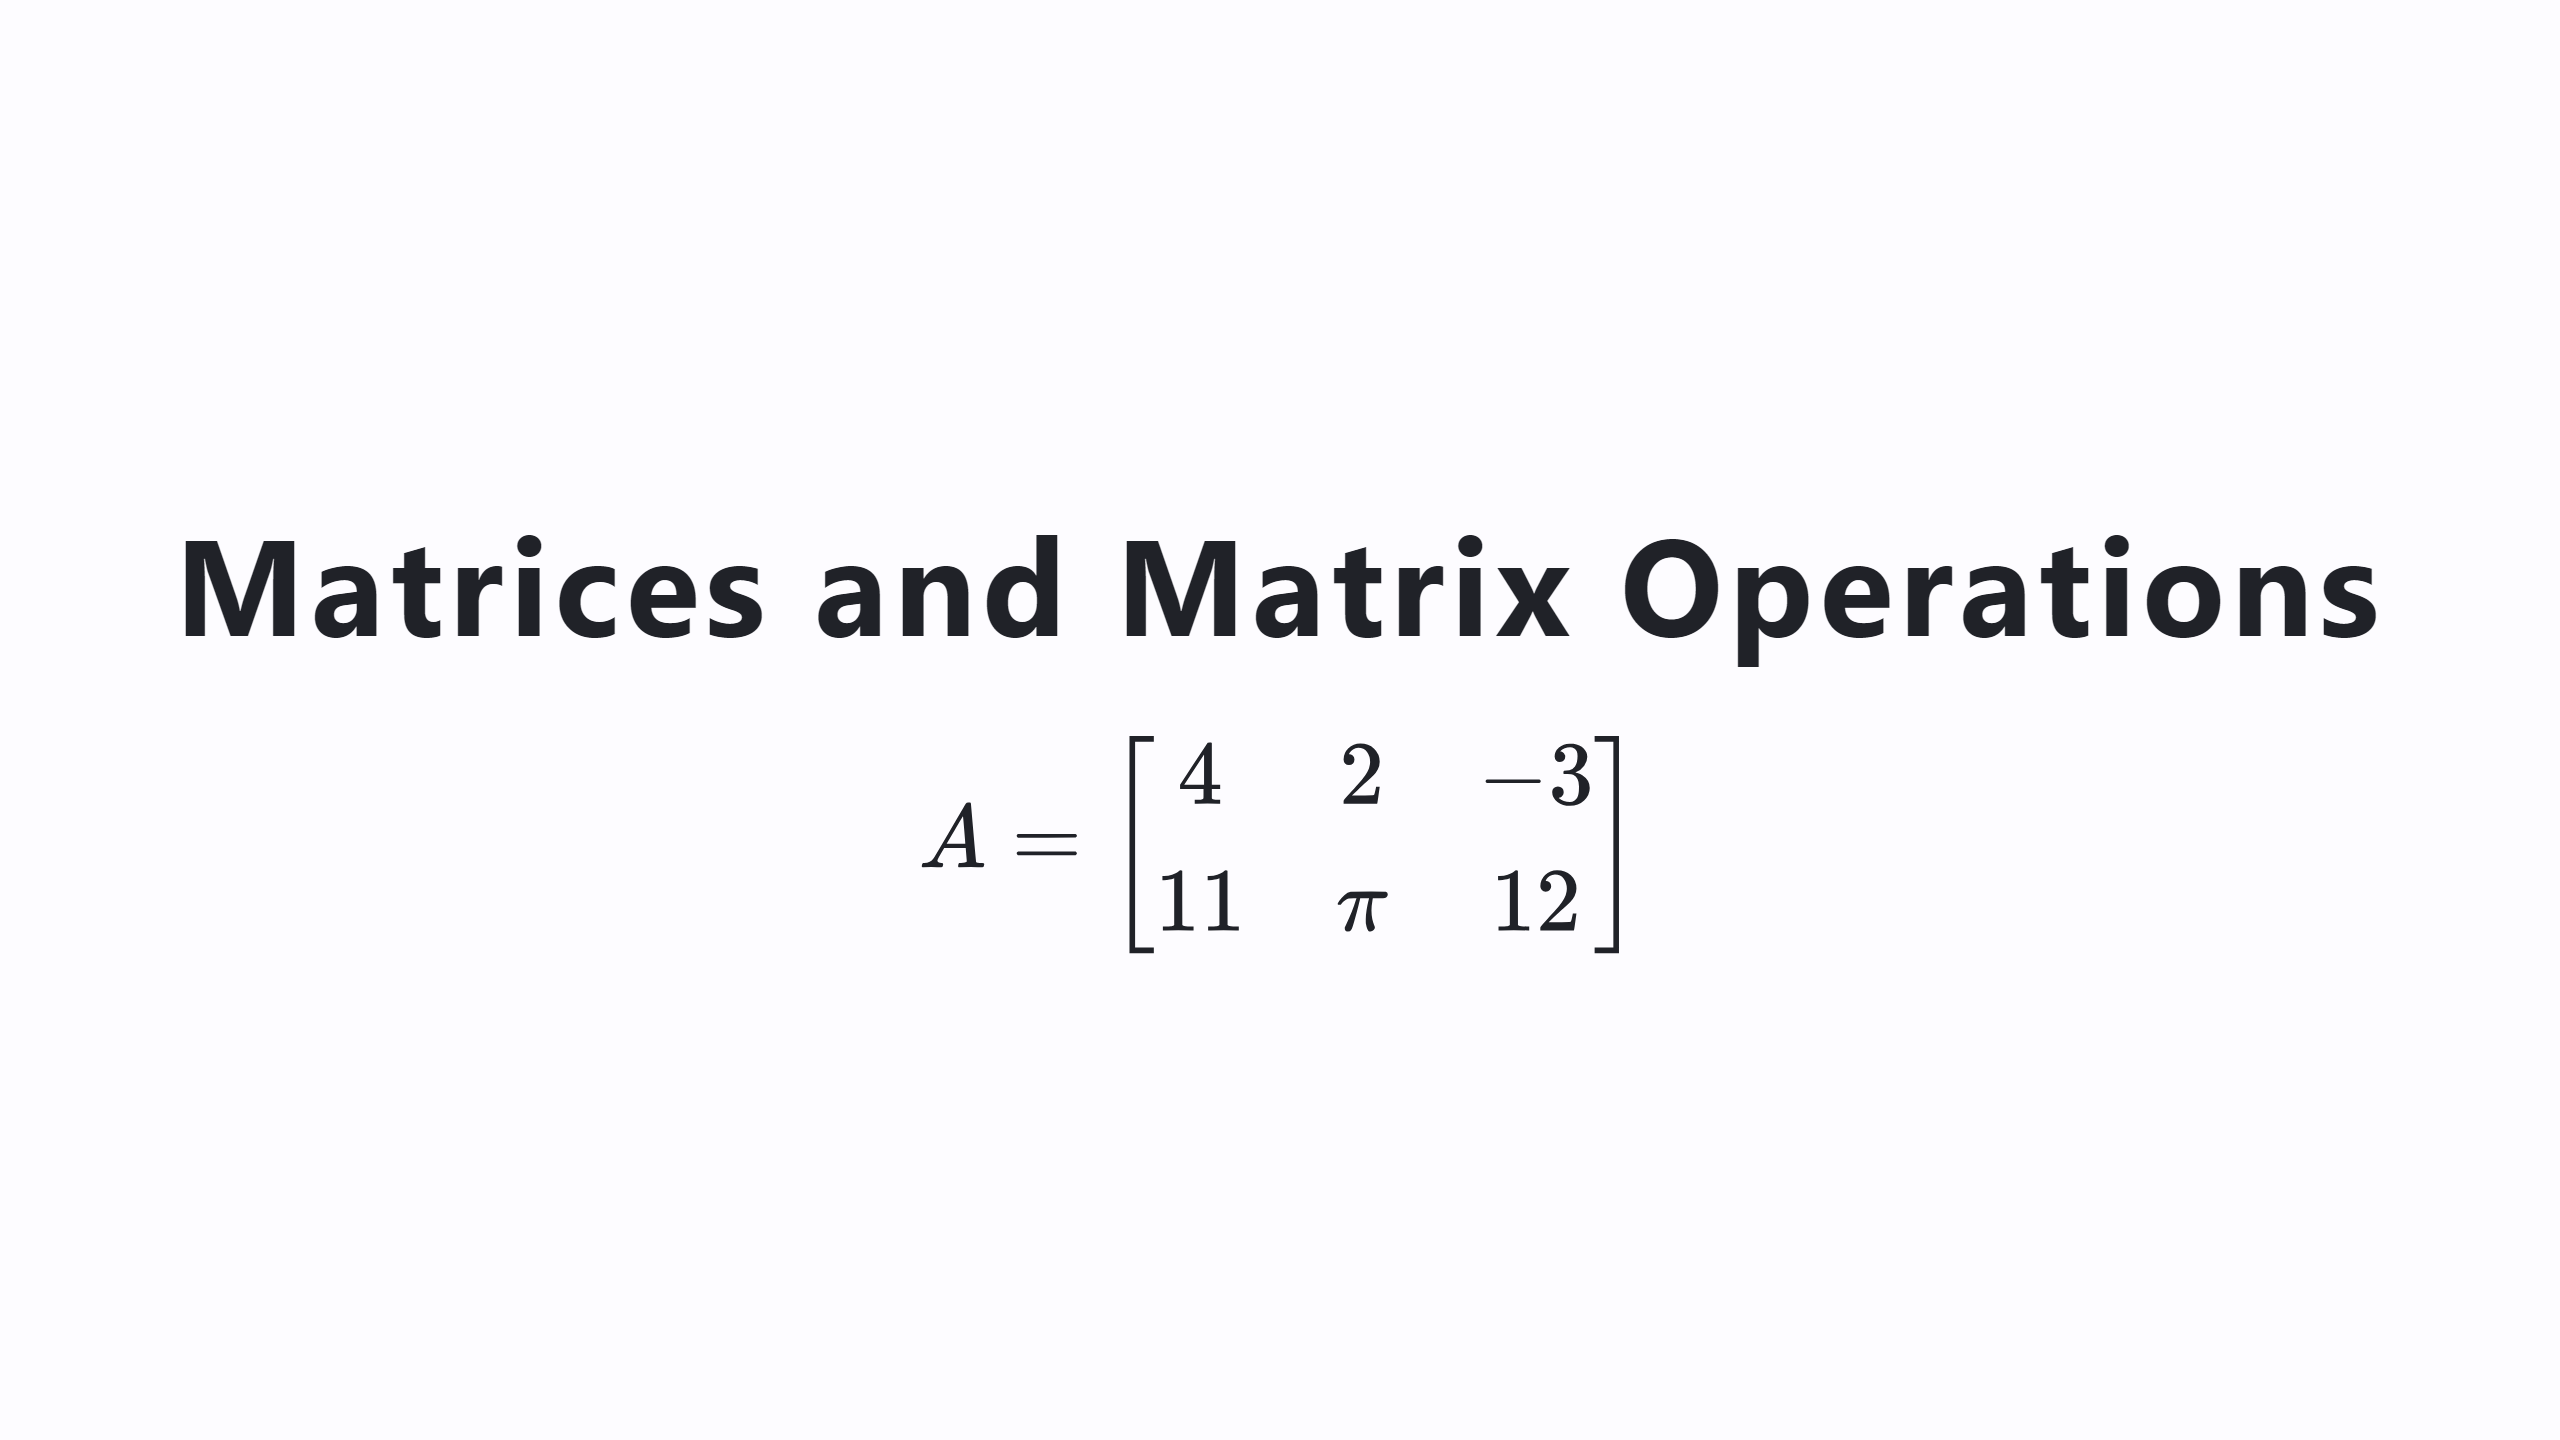 Matrices and Matrix Operations
A = [4 2 −3
11 π 12]